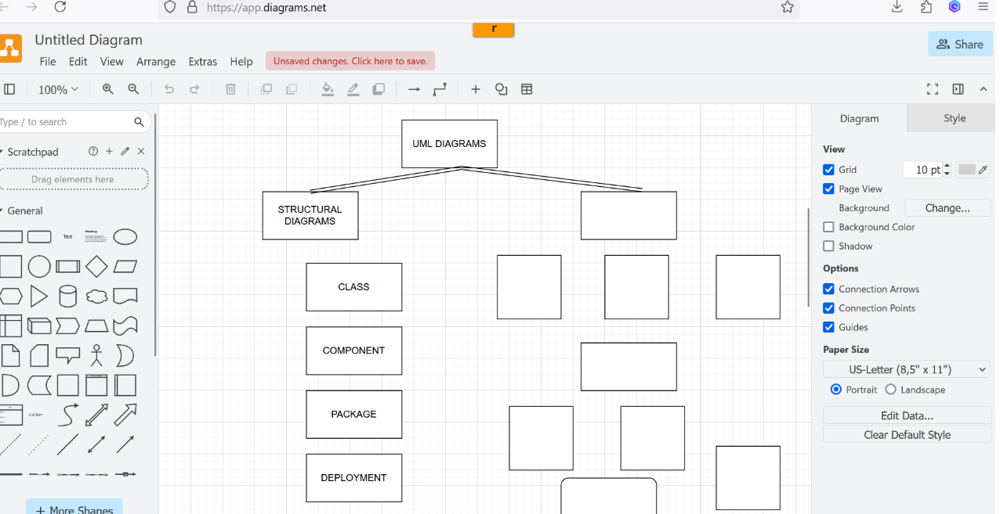 https://app.diagrams.net
r
Untitled Diagram
File Edit View Arrange Extras Help
Unsaved changes. Click here to save.
Share
100%
Type / to search
Scratchpad
Drag elements here
General
Text
Heading
List Item
+ More Shapes
UML DIAGRAMS
STRUCTURAL
DIAGRAMS
CLASS
COMPONENT
PACKAGE
DEPLOYMENT
Diagram
Style
View
Grid
10 pt
Page View
Background
Change...
Background Color
Shadow
Options
Connection Arrows
Connection Points
Guides
Paper Size
US-Letter (8,5" x 11")
Portrait
Landscape
Edit Data...
Clear Default Style